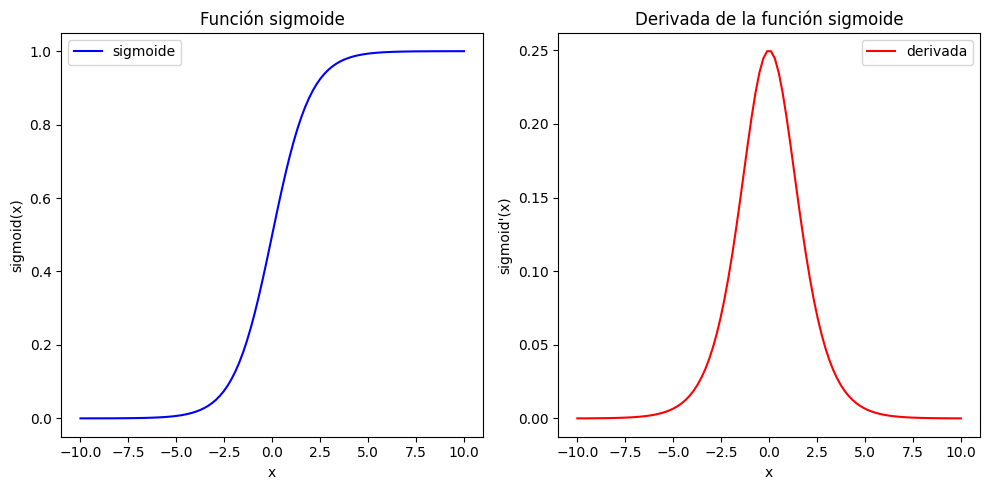 Función sigmoide
sigmoide
sigmoid(x)
1.0
0.8
0.6
0.4
0.2
0.0
−10.0 −7.5 −5.0 −2.5 0.0 2.5 5.0 7.5 10.0
x
Derivada de la función sigmoide
derivada
sigmoid'(x)
0.25
0.20
0.15
0.10
0.05
0.00
−10.0 −7.5 −5.0 −2.5 0.0 2.5 5.0 7.5 10.0
x